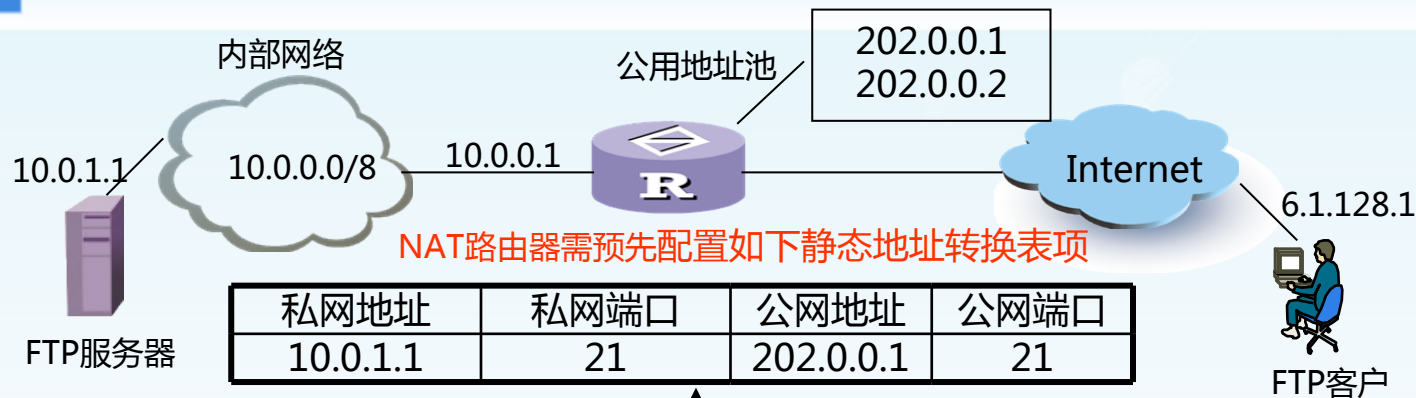 内部网络
公用地址池
202.0.0.1
202.0.0.2
10.0.1.1
10.0.0.0/8
10.0.0.1
R
Internet
6.1.128.1
NAT路由器需预先配置如下静态地址转换表项
私网地址 私网端口 公网地址 公网端口
10.0.1.1 21 202.0.0.1 21
FTP服务器
FTP客户